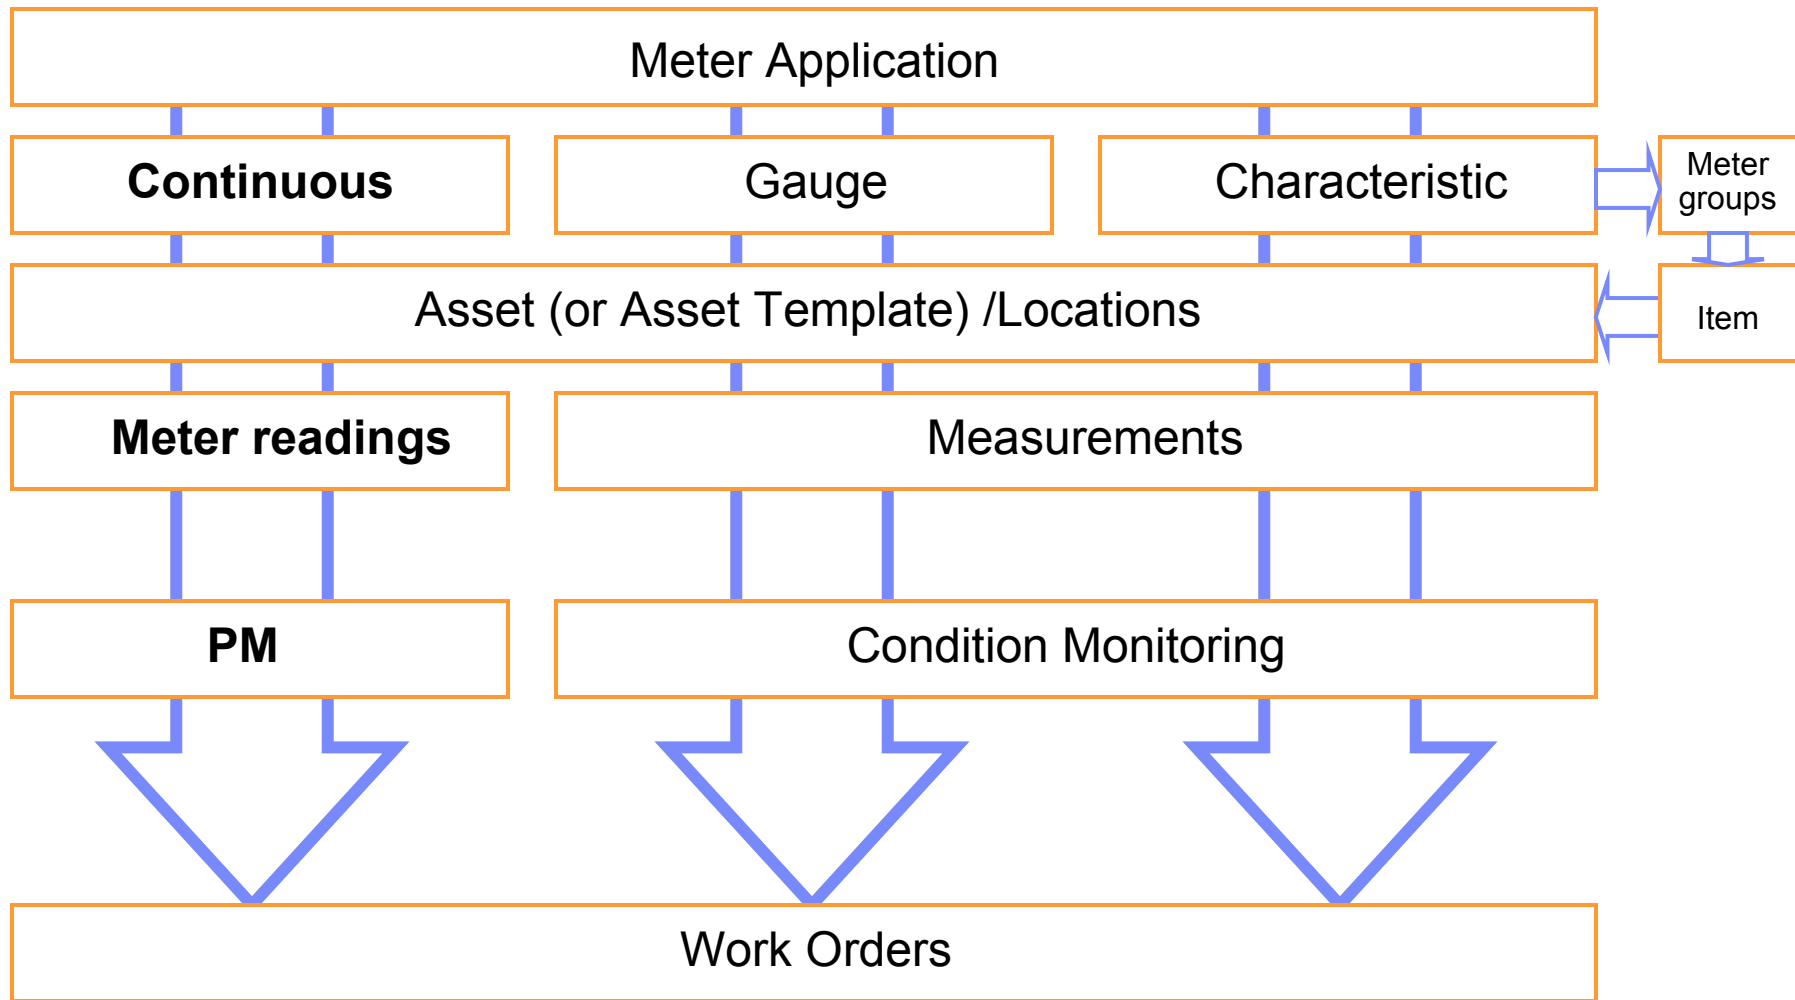 Meter Application
Continuous
Gauge
Characteristic
Meter
groups
Asset (or Asset Template) /Locations
Item
Meter readings
Measurements
PM
Condition Monitoring
Work Orders